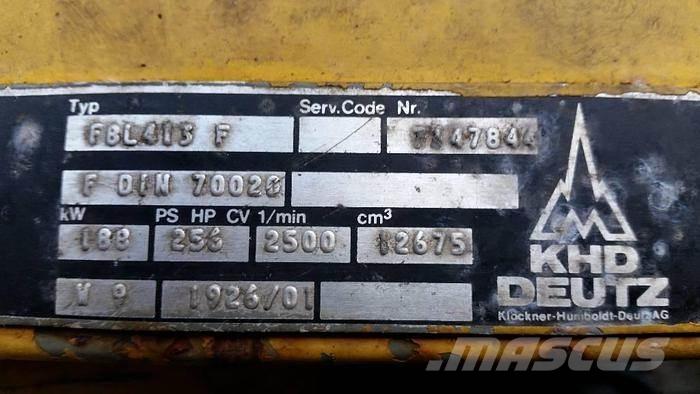 Typ Serv.Code Nr.
F8L413 F 7247844
F DIN 70020
kW PS HP CV 1/min cm³
188 256 2500 12675
W 9 1926/01
KHD
DEUTZ
Klöckner-Humboldt-Deutz AG
MASCUS